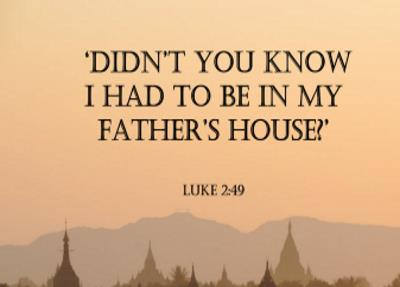 ‘DIDN’T YOU KNOW
I HAD TO BE IN MY
FATHER’S HOUSE?’
LUKE 2:49